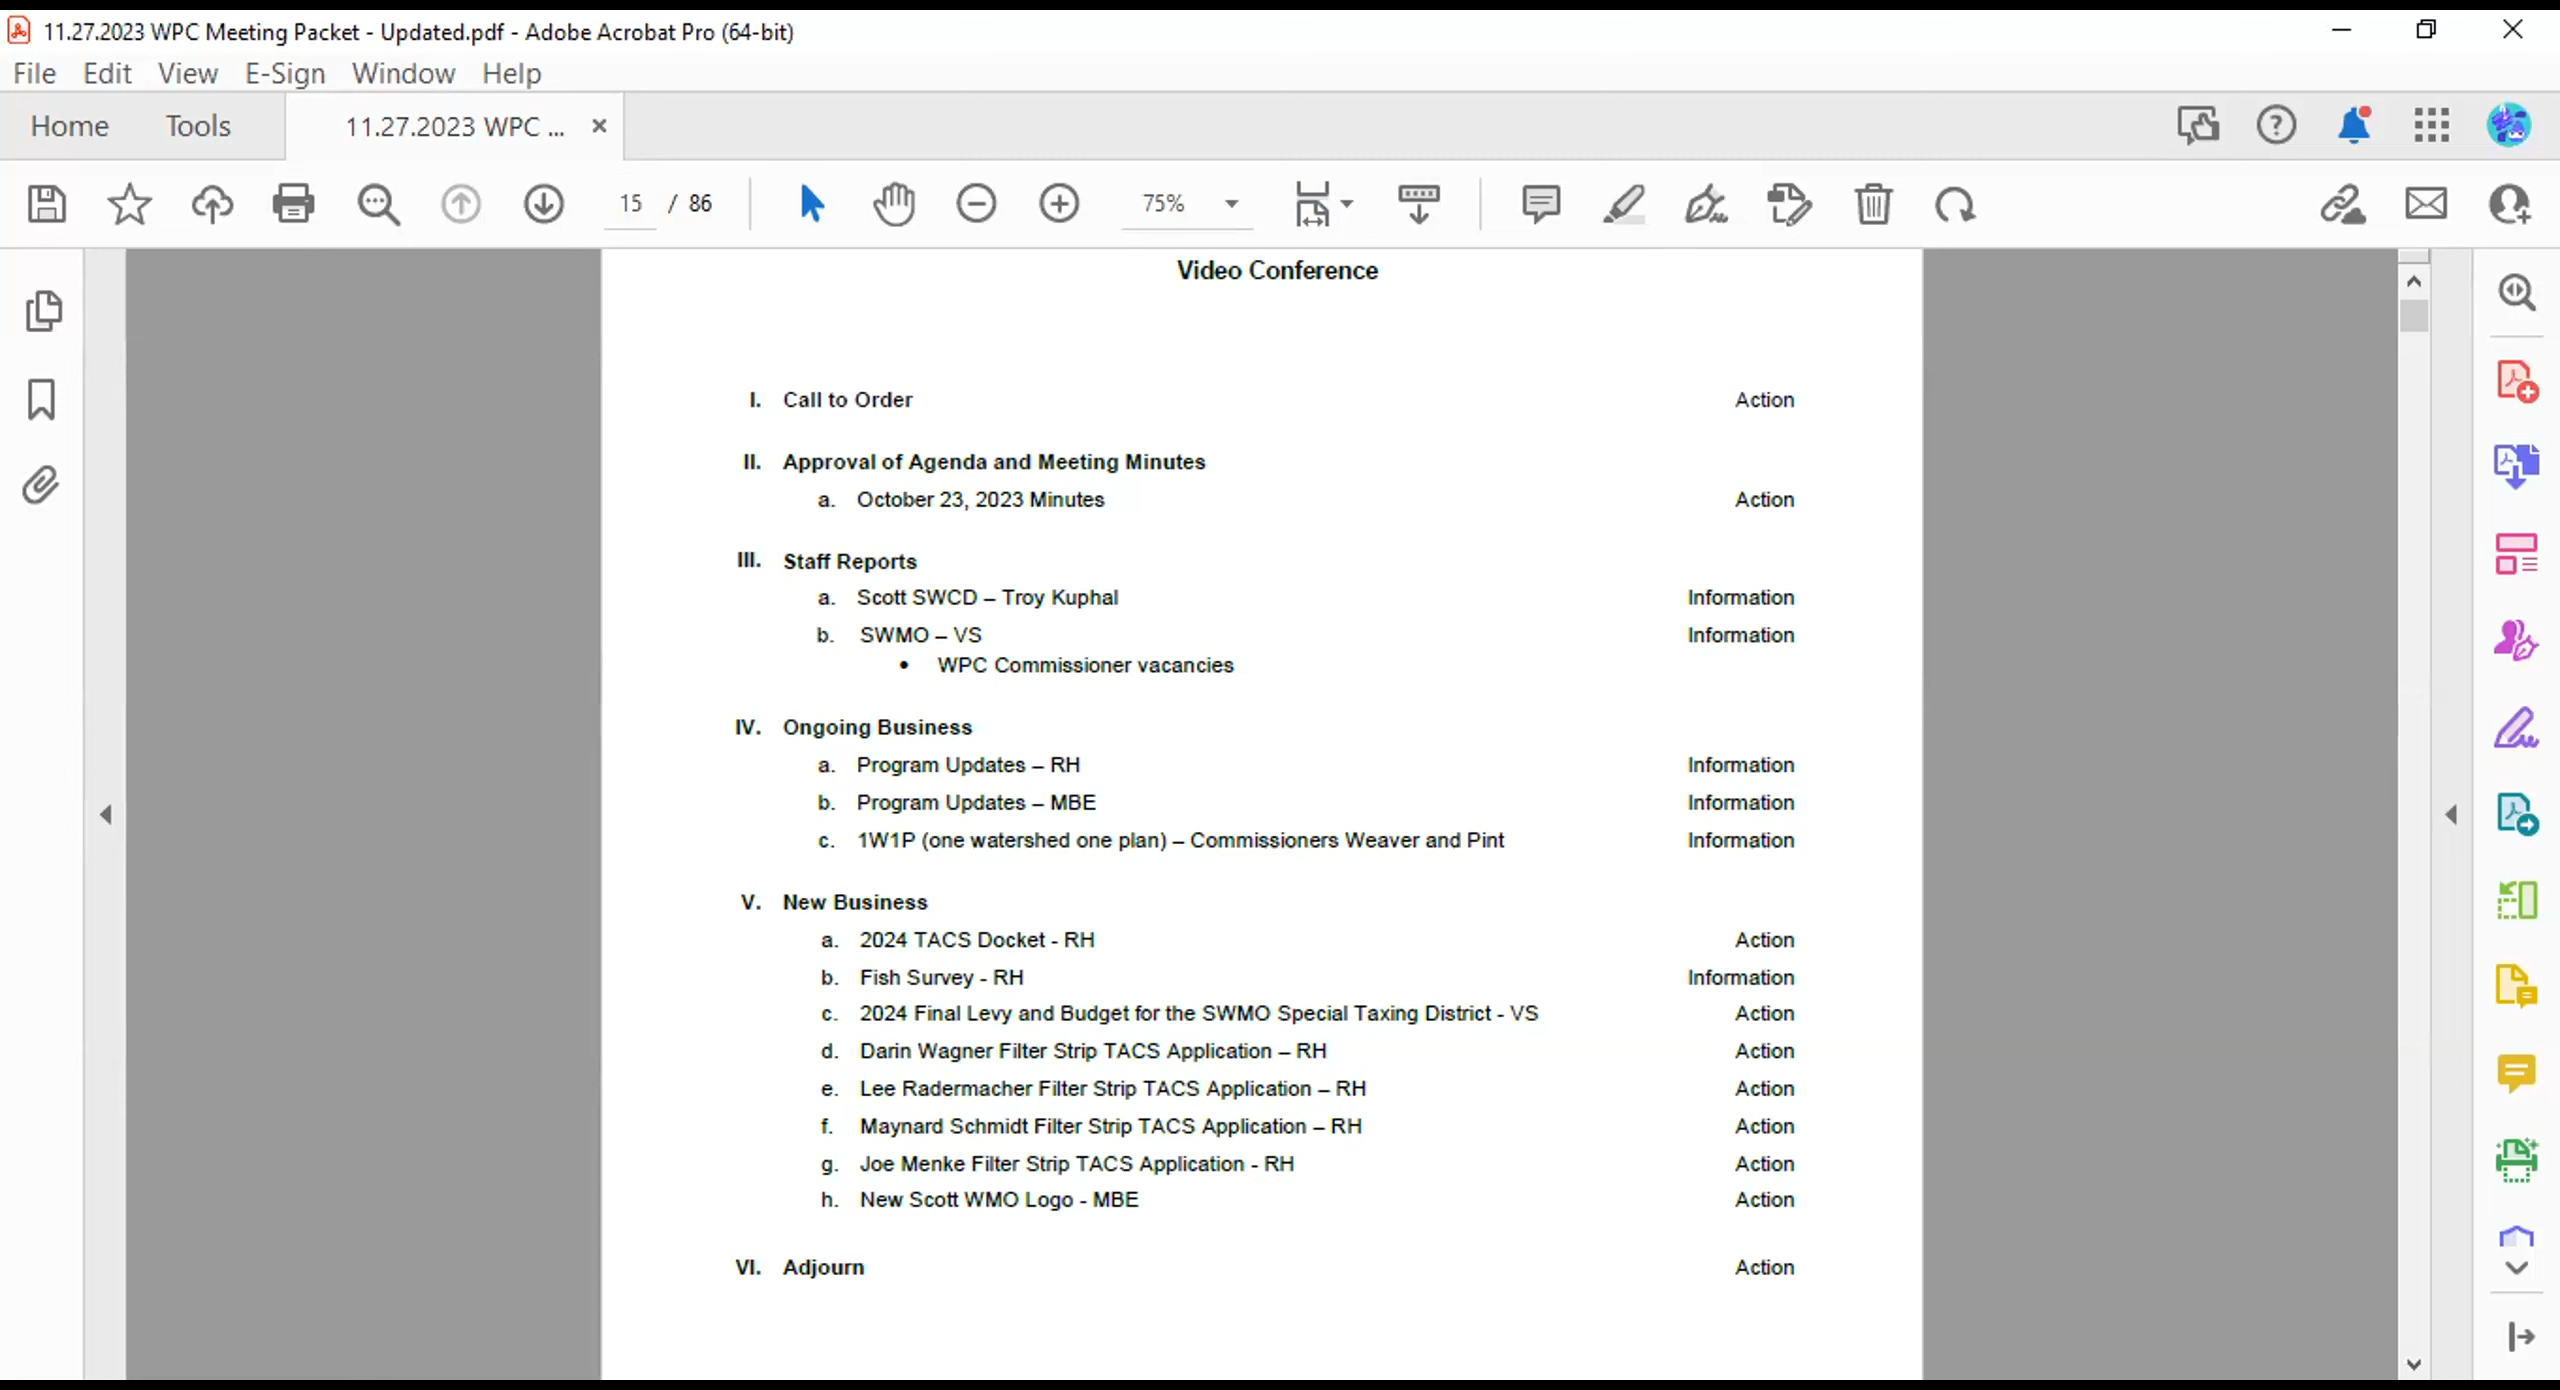 11.27.2023 WPC Meeting Packet - Updated.pdf - Adobe Acrobat Pro (64-bit)
File Edit View E-Sign Window Help
Home Tools 11.27.2023 WPC ...
15 / 86 75%
Video Conference
I. Call to Order Action
II. Approval of Agenda and Meeting Minutes
a. October 23, 2023 Minutes Action
III. Staff Reports
a. Scott SWCD – Troy Kuphal Information
b. SWMO – VS Information
• WPC Commissioner vacancies
IV. Ongoing Business
a. Program Updates – RH Information
b. Program Updates – MBE Information
c. 1W1P (one watershed one plan) – Commissioners Weaver and Pint Information
V. New Business
a. 2024 TACS Docket - RH Action
b. Fish Survey - RH Information
c. 2024 Final Levy and Budget for the SWMO Special Taxing District - VS Action
d. Darin Wagner Filter Strip TACS Application – RH Action
e. Lee Radermacher Filter Strip TACS Application – RH Action
f. Maynard Schmidt Filter Strip TACS Application – RH Action
g. Joe Menke Filter Strip TACS Application - RH Action
h. New Scott WMO Logo - MBE Action
VI. Adjourn Action